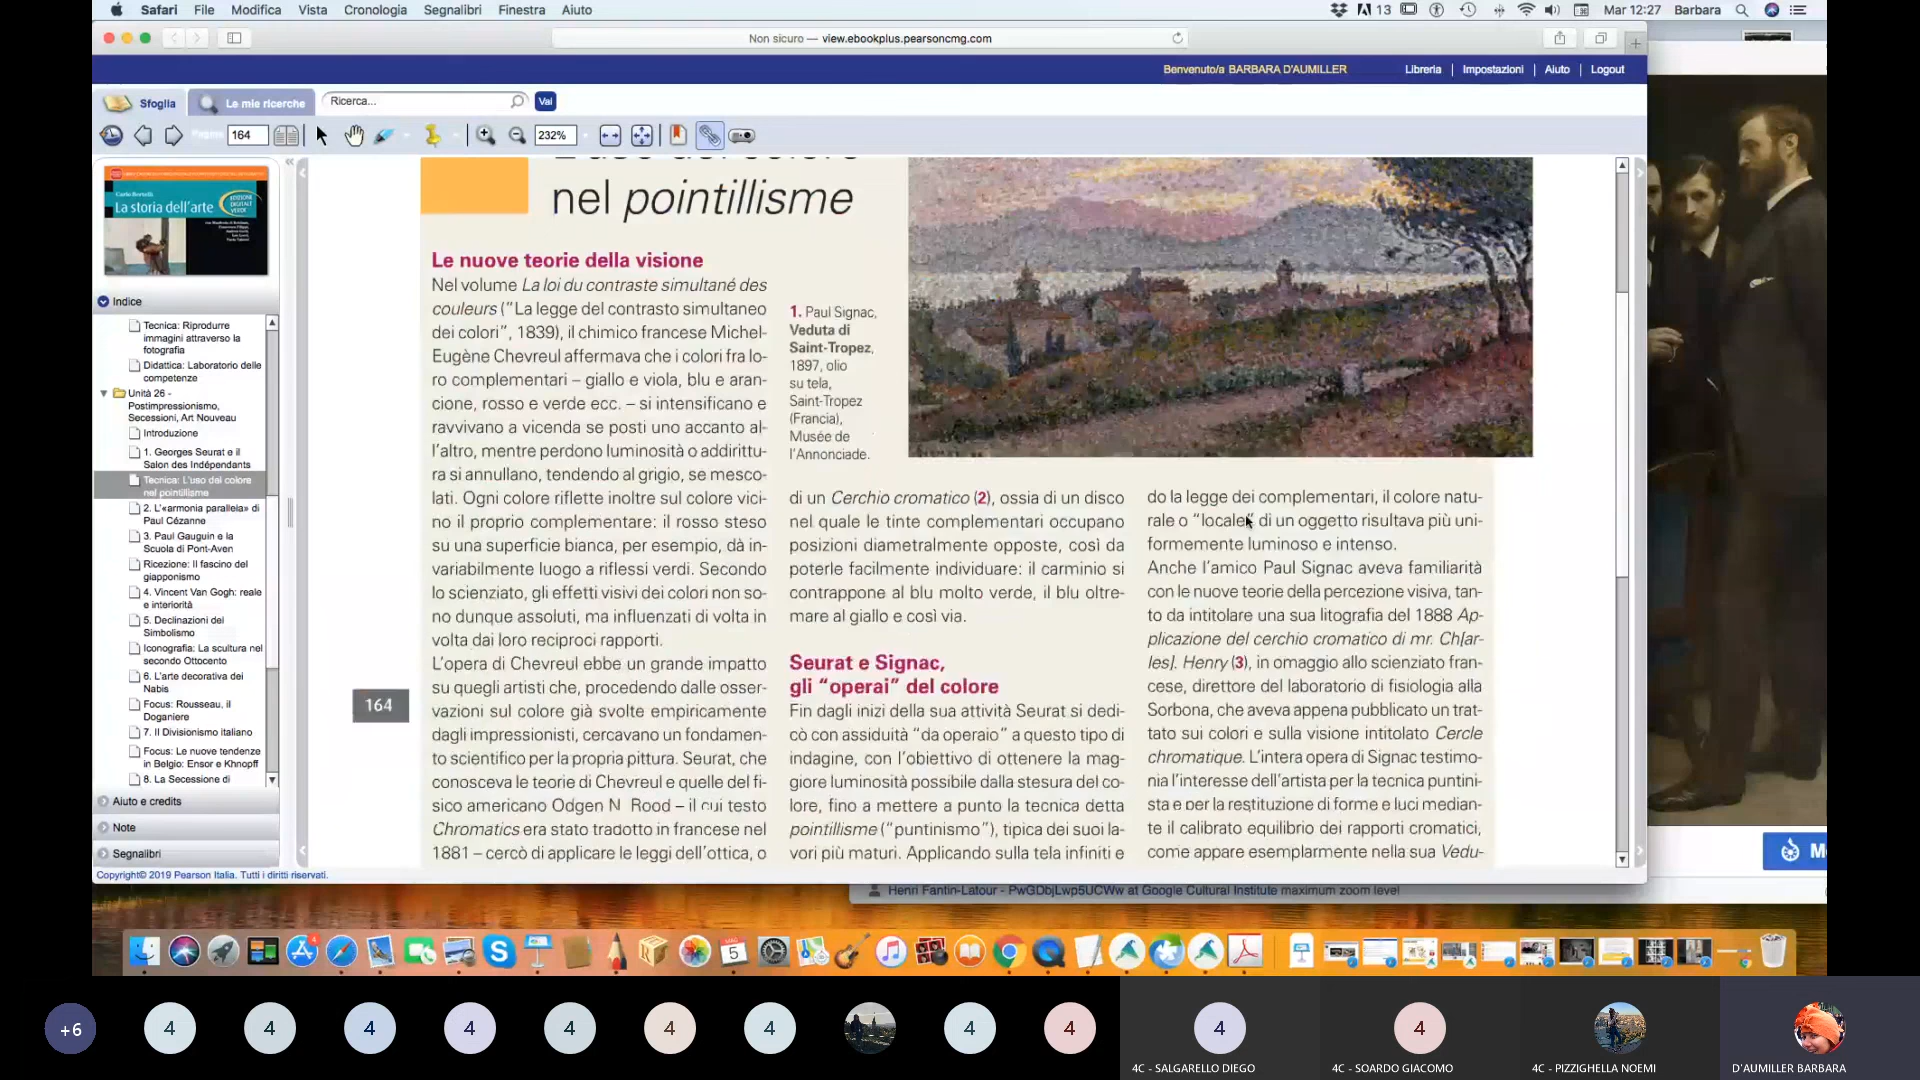 Safari File Modifica Vista Cronologia Segnalibri Finestra Aiuto
13 Mar 12:27 Barbara
Non sicuro — view.ebookplus.pearsoncmg.com
Benvenuto/a BARBARA D'AUMILLER Libreria | Impostazioni | Aiuto | Logout
Sfoglia Le mie ricerche Ricerca... Vai
Pagina 164 232%
Carlo Bertelli
La storia dell'arte
EDIZIONE DIGITALE VERDE
Indice
Tecnica: Riprodurre
immagini attraverso la
fotografia
Didattica: Laboratorio delle
competenze
Unità 26 -
Postimpressionismo,
Secessioni, Art Nouveau
Introduzione
1. Georges Seurat e il
Salon des Indépendants
Tecnica: L'uso del colore
nel pointillisme
2. L'«armonia parallela» di
Paul Cézanne
3. Paul Gauguin e la
Scuola di Pont-Aven
Ricezione: Il fascino del
giapponismo
4. Vincent Van Gogh: reale
e interiorità
5. Declinazioni del
Simbolismo
Iconografia: La scultura nel
secondo Ottocento
6. L'arte decorativa dei
Nabis
Focus: Rousseau, il
Doganiere
7. Il Divisionismo italiano
Focus: Le nuove tendenze
in Belgio: Ensor e Khnopff
8. La Secessione di
Aiuto e credits
Note
Segnalibri
Copyright© 2019 Pearson Italia. Tutti i diritti riservati.
L'uso del colore
nel pointillisme
Le nuove teorie della visione
Nel volume La loi du contraste simultané des
couleurs ("La legge del contrasto simultaneo
dei colori", 1839), il chimico francese Michel-
Eugène Chevreul affermava che i colori fra lo-
ro complementari – giallo e viola, blu e aran-
cione, rosso e verde ecc. – si intensificano e
ravvivano a vicenda se posti uno accanto al-
l'altro, mentre perdono luminosità o addirittu-
ra si annullano, tendendo al grigio, se mesco-
lati. Ogni colore riflette inoltre sul colore vici-
no il proprio complementare: il rosso steso
su una superficie bianca, per esempio, dà in-
variabilmente luogo a riflessi verdi. Secondo
lo scienziato, gli effetti visivi dei colori non so-
no dunque assoluti, ma influenzati di volta in
volta dai loro reciproci rapporti.
L'opera di Chevreul ebbe un grande impatto
su quegli artisti che, procedendo dalle osser-
vazioni sul colore già svolte empiricamente
dagli impressionisti, cercavano un fondamen-
to scientifico per la propria pittura. Seurat, che
conosceva le teorie di Chevreul e quelle del fi-
sico americano Odgen N. Rood – il cui testo
Chromatics era stato tradotto in francese nel
1881 – cercò di applicare le leggi dell'ottica, o
164
1. Paul Signac,
Veduta di
Saint-Tropez,
1897, olio
su tela,
Saint-Tropez
(Francia),
Musée de
l'Annonciade.
di un Cerchio cromatico (2), ossia di un disco
nel quale le tinte complementari occupano
posizioni diametralmente opposte, così da
poterle facilmente individuare: il carminio si
contrappone al blu molto verde, il blu oltre-
mare al giallo e così via.
Seurat e Signac,
gli "operai" del colore
Fin dagli inizi della sua attività Seurat si dedi-
cò con assiduità "da operaio" a questo tipo di
indagine, con l'obiettivo di ottenere la mag-
giore luminosità possibile dalla stesura del co-
lore, fino a mettere a punto la tecnica detta
pointillisme ("puntinismo"), tipica dei suoi la-
vori più maturi. Applicando sulla tela infiniti e
do la legge dei complementari, il colore natu-
rale o "locale" di un oggetto risultava più uni-
formemente luminoso e intenso.
Anche l'amico Paul Signac aveva familiarità
con le nuove teorie della percezione visiva, tan-
to da intitolare una sua litografia del 1888 Ap-
plicazione del cerchio cromatico di mr. Ch[ar-
les]. Henry (3), in omaggio allo scienziato fran-
cese, direttore del laboratorio di fisiologia alla
Sorbona, che aveva appena pubblicato un trat-
tato sui colori e sulla visione intitolato Cercle
chromatique. L'intera opera di Signac testimo-
nia l'interesse dell'artista per la tecnica puntini-
sta e per la restituzione di forme e luci median-
te il calibrato equilibrio dei rapporti cromatici,
come appare esemplarmente nella sua Vedu-
Henri Fantin-Latour - PwGDbjLwp5UCWw at Google Cultural Institute maximum zoom level
MAG
5
4
+6 4 4 4 4 4 4 4 4 4 4 4
4C - SALGARELLO DIEGO 4C - SOARDO GIACOMO 4C - PIZZIGHELLA NOEMI D'AUMILLER BARBARA